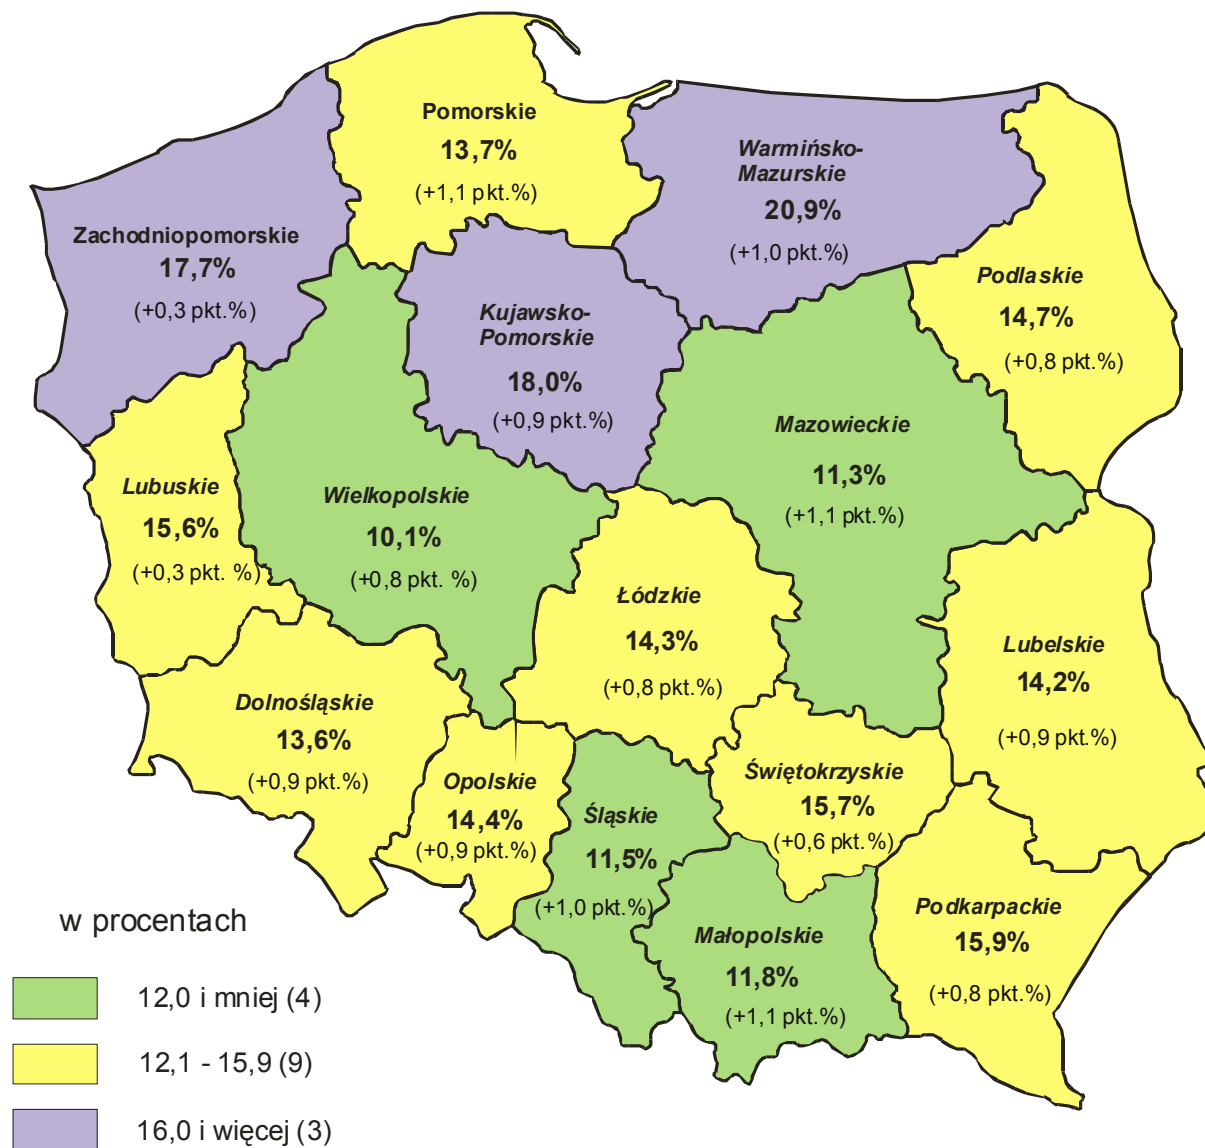 Pomorskie
13,7%
(+1,1 pkt.%)
Warmińsko-
Mazurskie
20,9%
(+1,0 pkt.%)
Zachodniopomorskie
17,7%
(+0,3 pkt.%)
Podlaskie
14,7%
(+0,8 pkt.%)
Kujawsko-
Pomorskie
18,0%
(+0,9 pkt.%)
Mazowieckie
11,3%
(+1,1 pkt.%)
Lubuskie
15,6%
(+0,3 pkt. %)
Wielkopolskie
10,1%
(+0,8 pkt. %)
Łódzkie
14,3%
(+0,8 pkt.%)
Lubelskie
14,2%
(+0,9 pkt.%)
Dolnośląskie
13,6%
(+0,9 pkt.%)
Opolskie
14,4%
(+0,9 pkt.%)
Śląskie
11,5%
(+1,0 pkt.%)
Świętokrzyskie
15,7%
(+0,6 pkt.%)
Małopolskie
11,8%
(+1,1 pkt.%)
Podkarpackie
15,9%
(+0,8 pkt.%)
w procentach
12,0 i mniej (4)
12,1 - 15,9 (9)
16,0 i więcej (3)